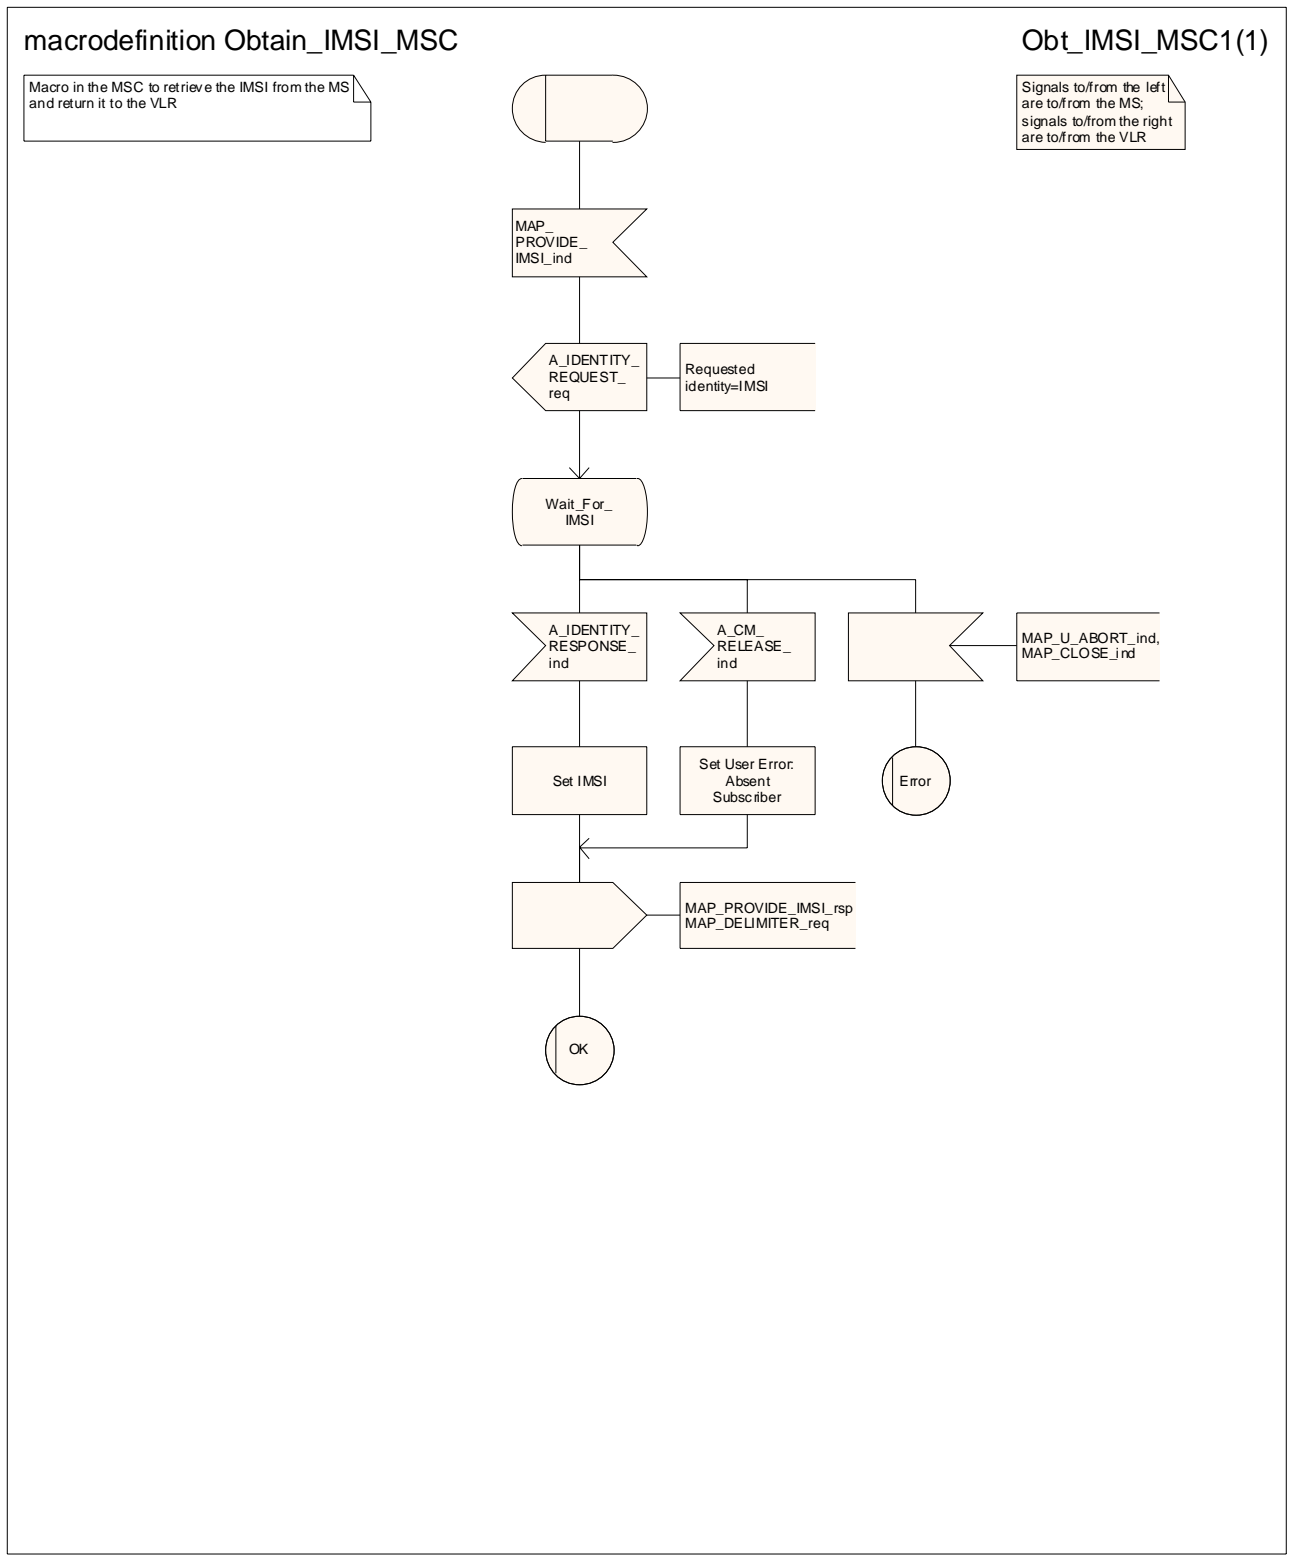 macrodefinition Obtain_IMSI_MSC
Obt_IMSI_MSC1(1)
Macro in the MSC to retrieve the IMSI from the MS
and return it to the VLR
Signals to/from the left
are to/from the MS;
signals to/from the right
are to/from the VLR
MAP_
PROVIDE_
IMSI_ind
A_IDENTITY_
REQUEST_
req
Requested
identity=IMSI
Wait_For_
IMSI
A_IDENTITY_
RESPONSE_
ind
A_CM_
RELEASE_
ind
MAP_U_ABORT_ind,
MAP_CLOSE_ind
Set IMSI
Set User Error:
Absent
Subscriber
Error
MAP_PROVIDE_IMSI_rsp
MAP_DELIMITER_req
OK